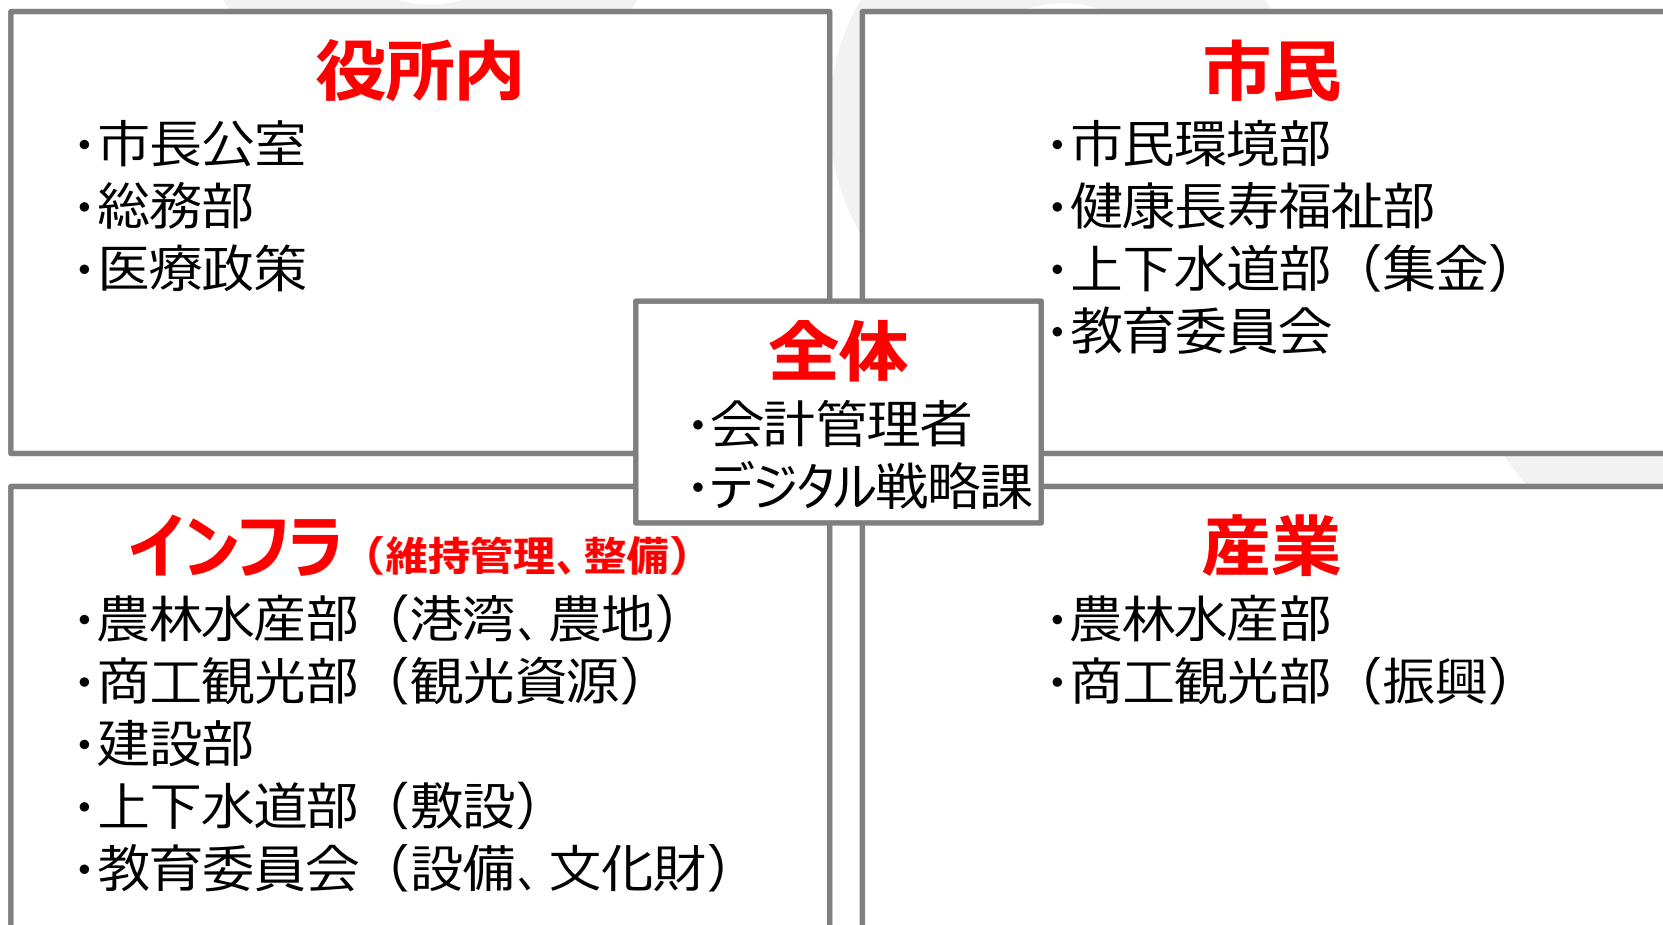 役所内
・市長公室
・総務部
・医療政策
市民
・市民環境部
・健康長寿福祉部
・上下水道部（集金）
・教育委員会
全体
・会計管理者
・デジタル戦略課
インフラ（維持管理、整備）
・農林水産部（港湾、農地）
・商工観光部（観光資源）
・建設部
・上下水道部（敷設）
・教育委員会（設備、文化財）
産業
・農林水産部
・商工観光部（振興）